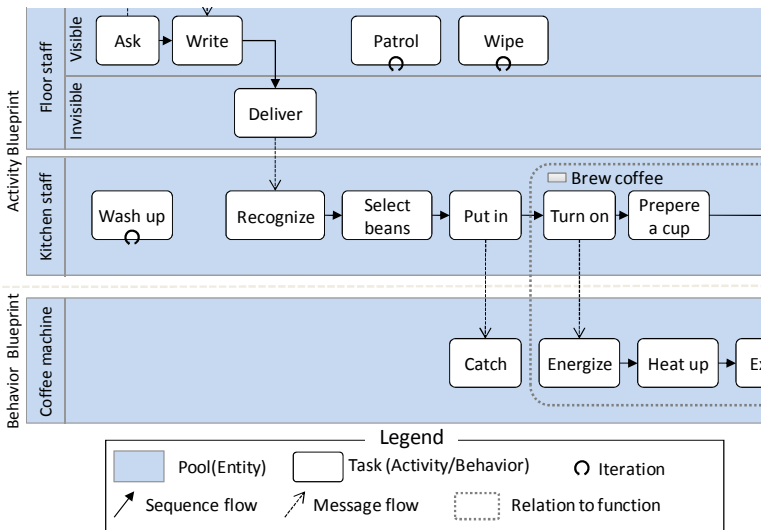 Activity Blueprint
Floor staff
Visible
Ask
Write
Patrol
Wipe
Invisible
Deliver
Kitchen staff
Brew coffee
Wash up
Recognize
Select
beans
Put in
Turn on
Prepere
a cup
Behavior Blueprint
Coffee machine
Catch
Energize
Heat up
Ex
Legend
Pool(Entity)
Task (Activity/Behavior)
Iteration
Sequence flow
Message flow
Relation to function